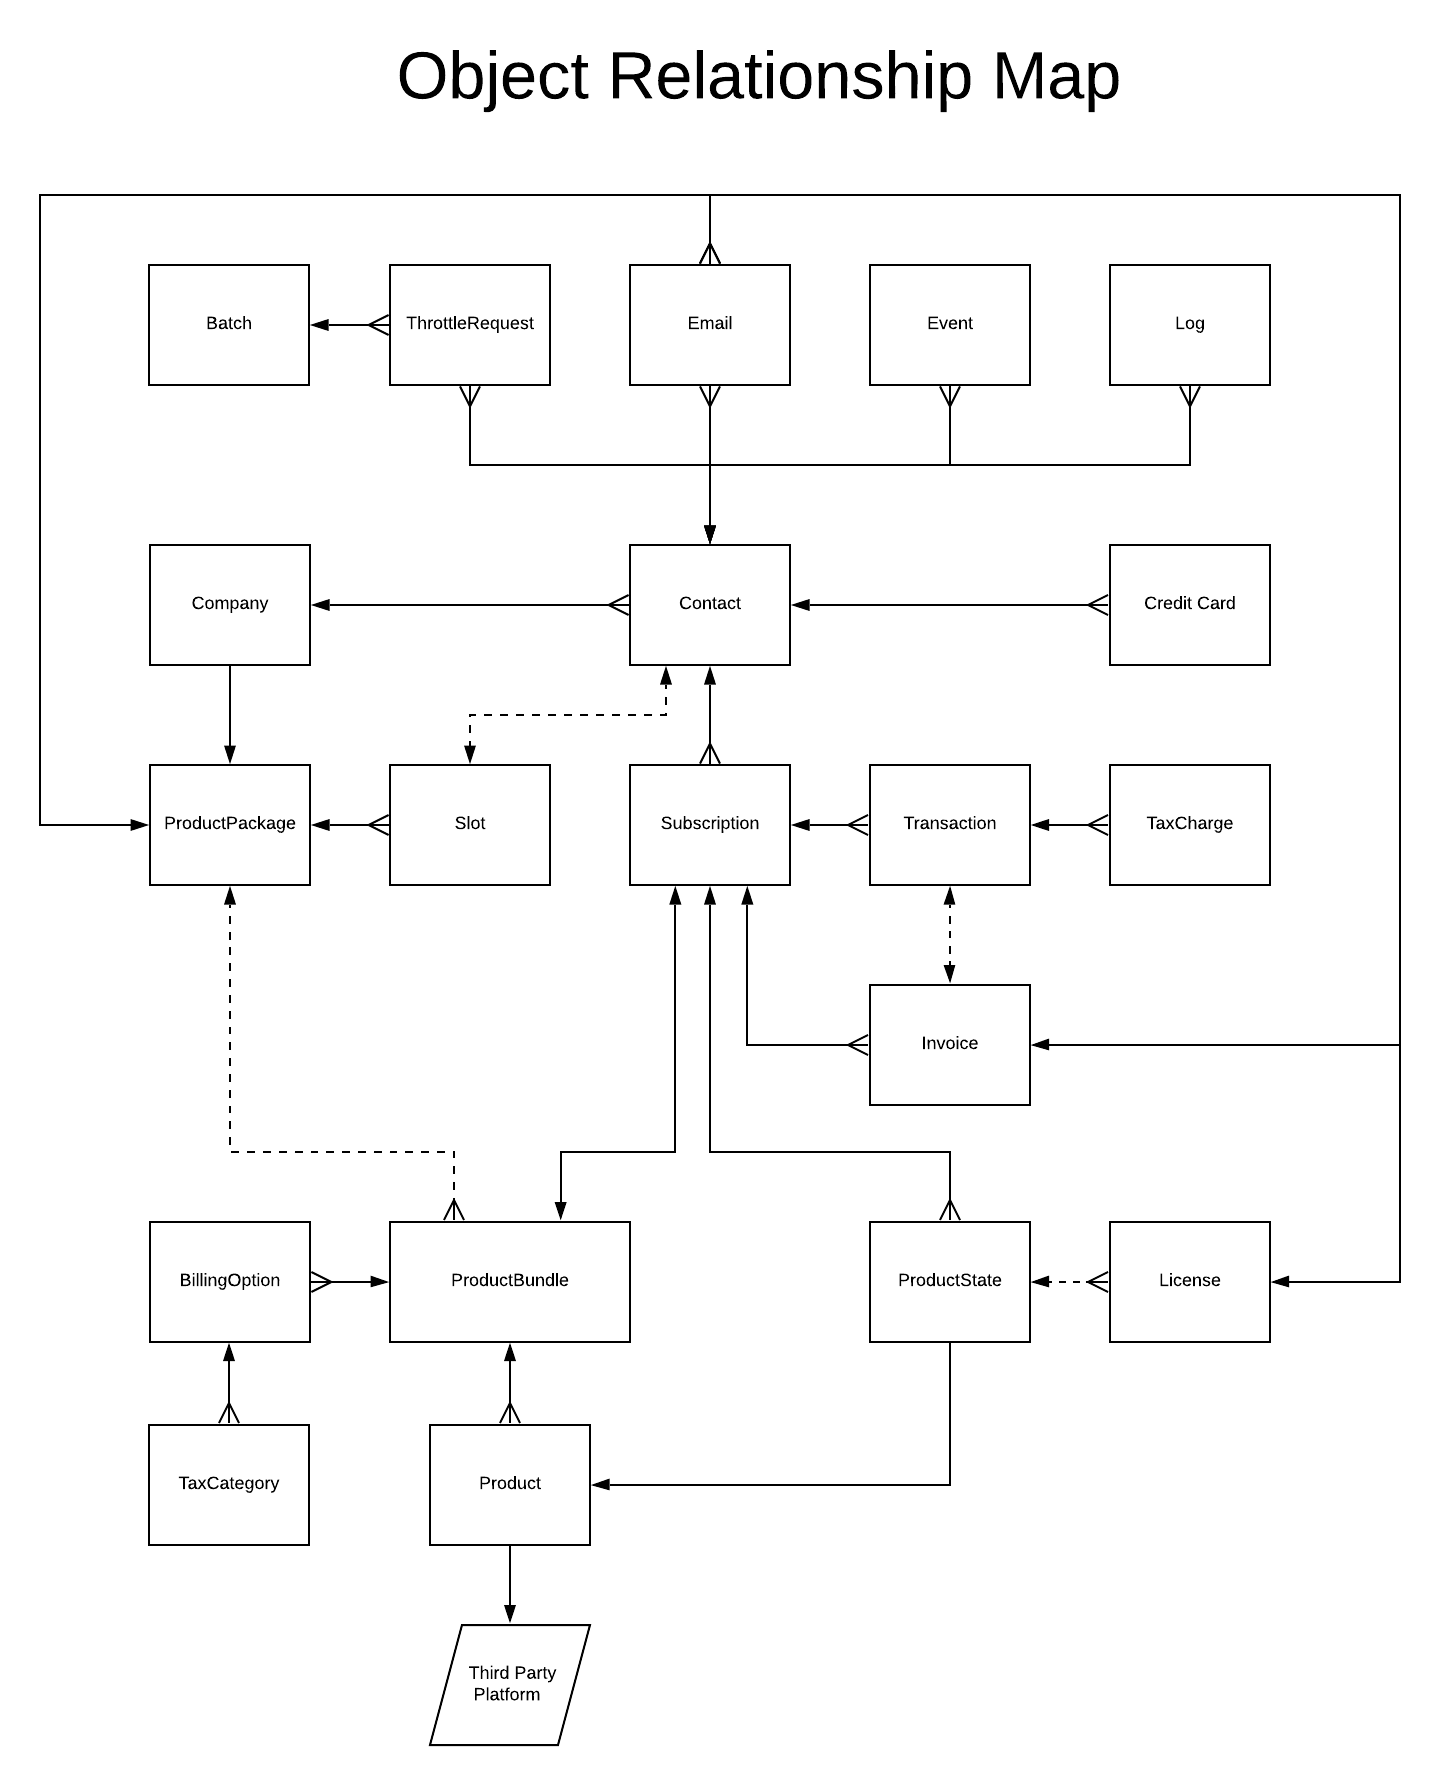 Object Relationship Map
Batch
ThrottleRequest
Email
Event
Log
Company
Contact
Credit Card
ProductPackage
Slot
Subscription
Transaction
TaxCharge
Invoice
BillingOption
ProductBundle
ProductState
License
TaxCategory
Product
Third Party
Platform